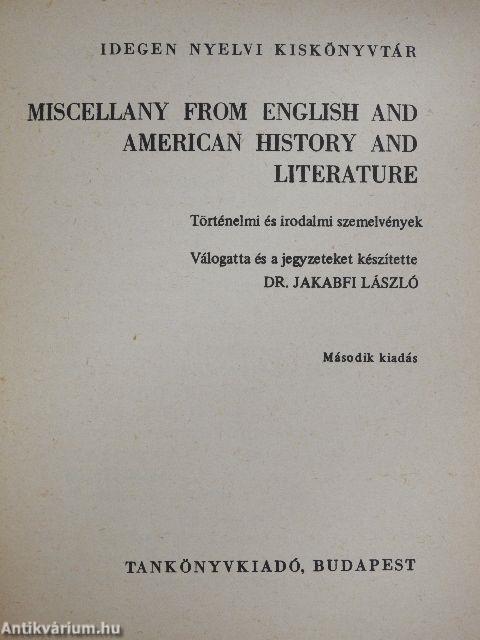 IDEGEN NYELVI KISKÖNYVTÁR
MISCELLANY FROM ENGLISH AND
AMERICAN HISTORY AND
LITERATURE
Történelmi és irodalmi szemelvények
Válogatta és a jegyzeteket készítette
DR. JAKABFI LÁSZLÓ
Második kiadás
TANKÖNYVKIADÓ, BUDAPEST
Antikvárium.hu